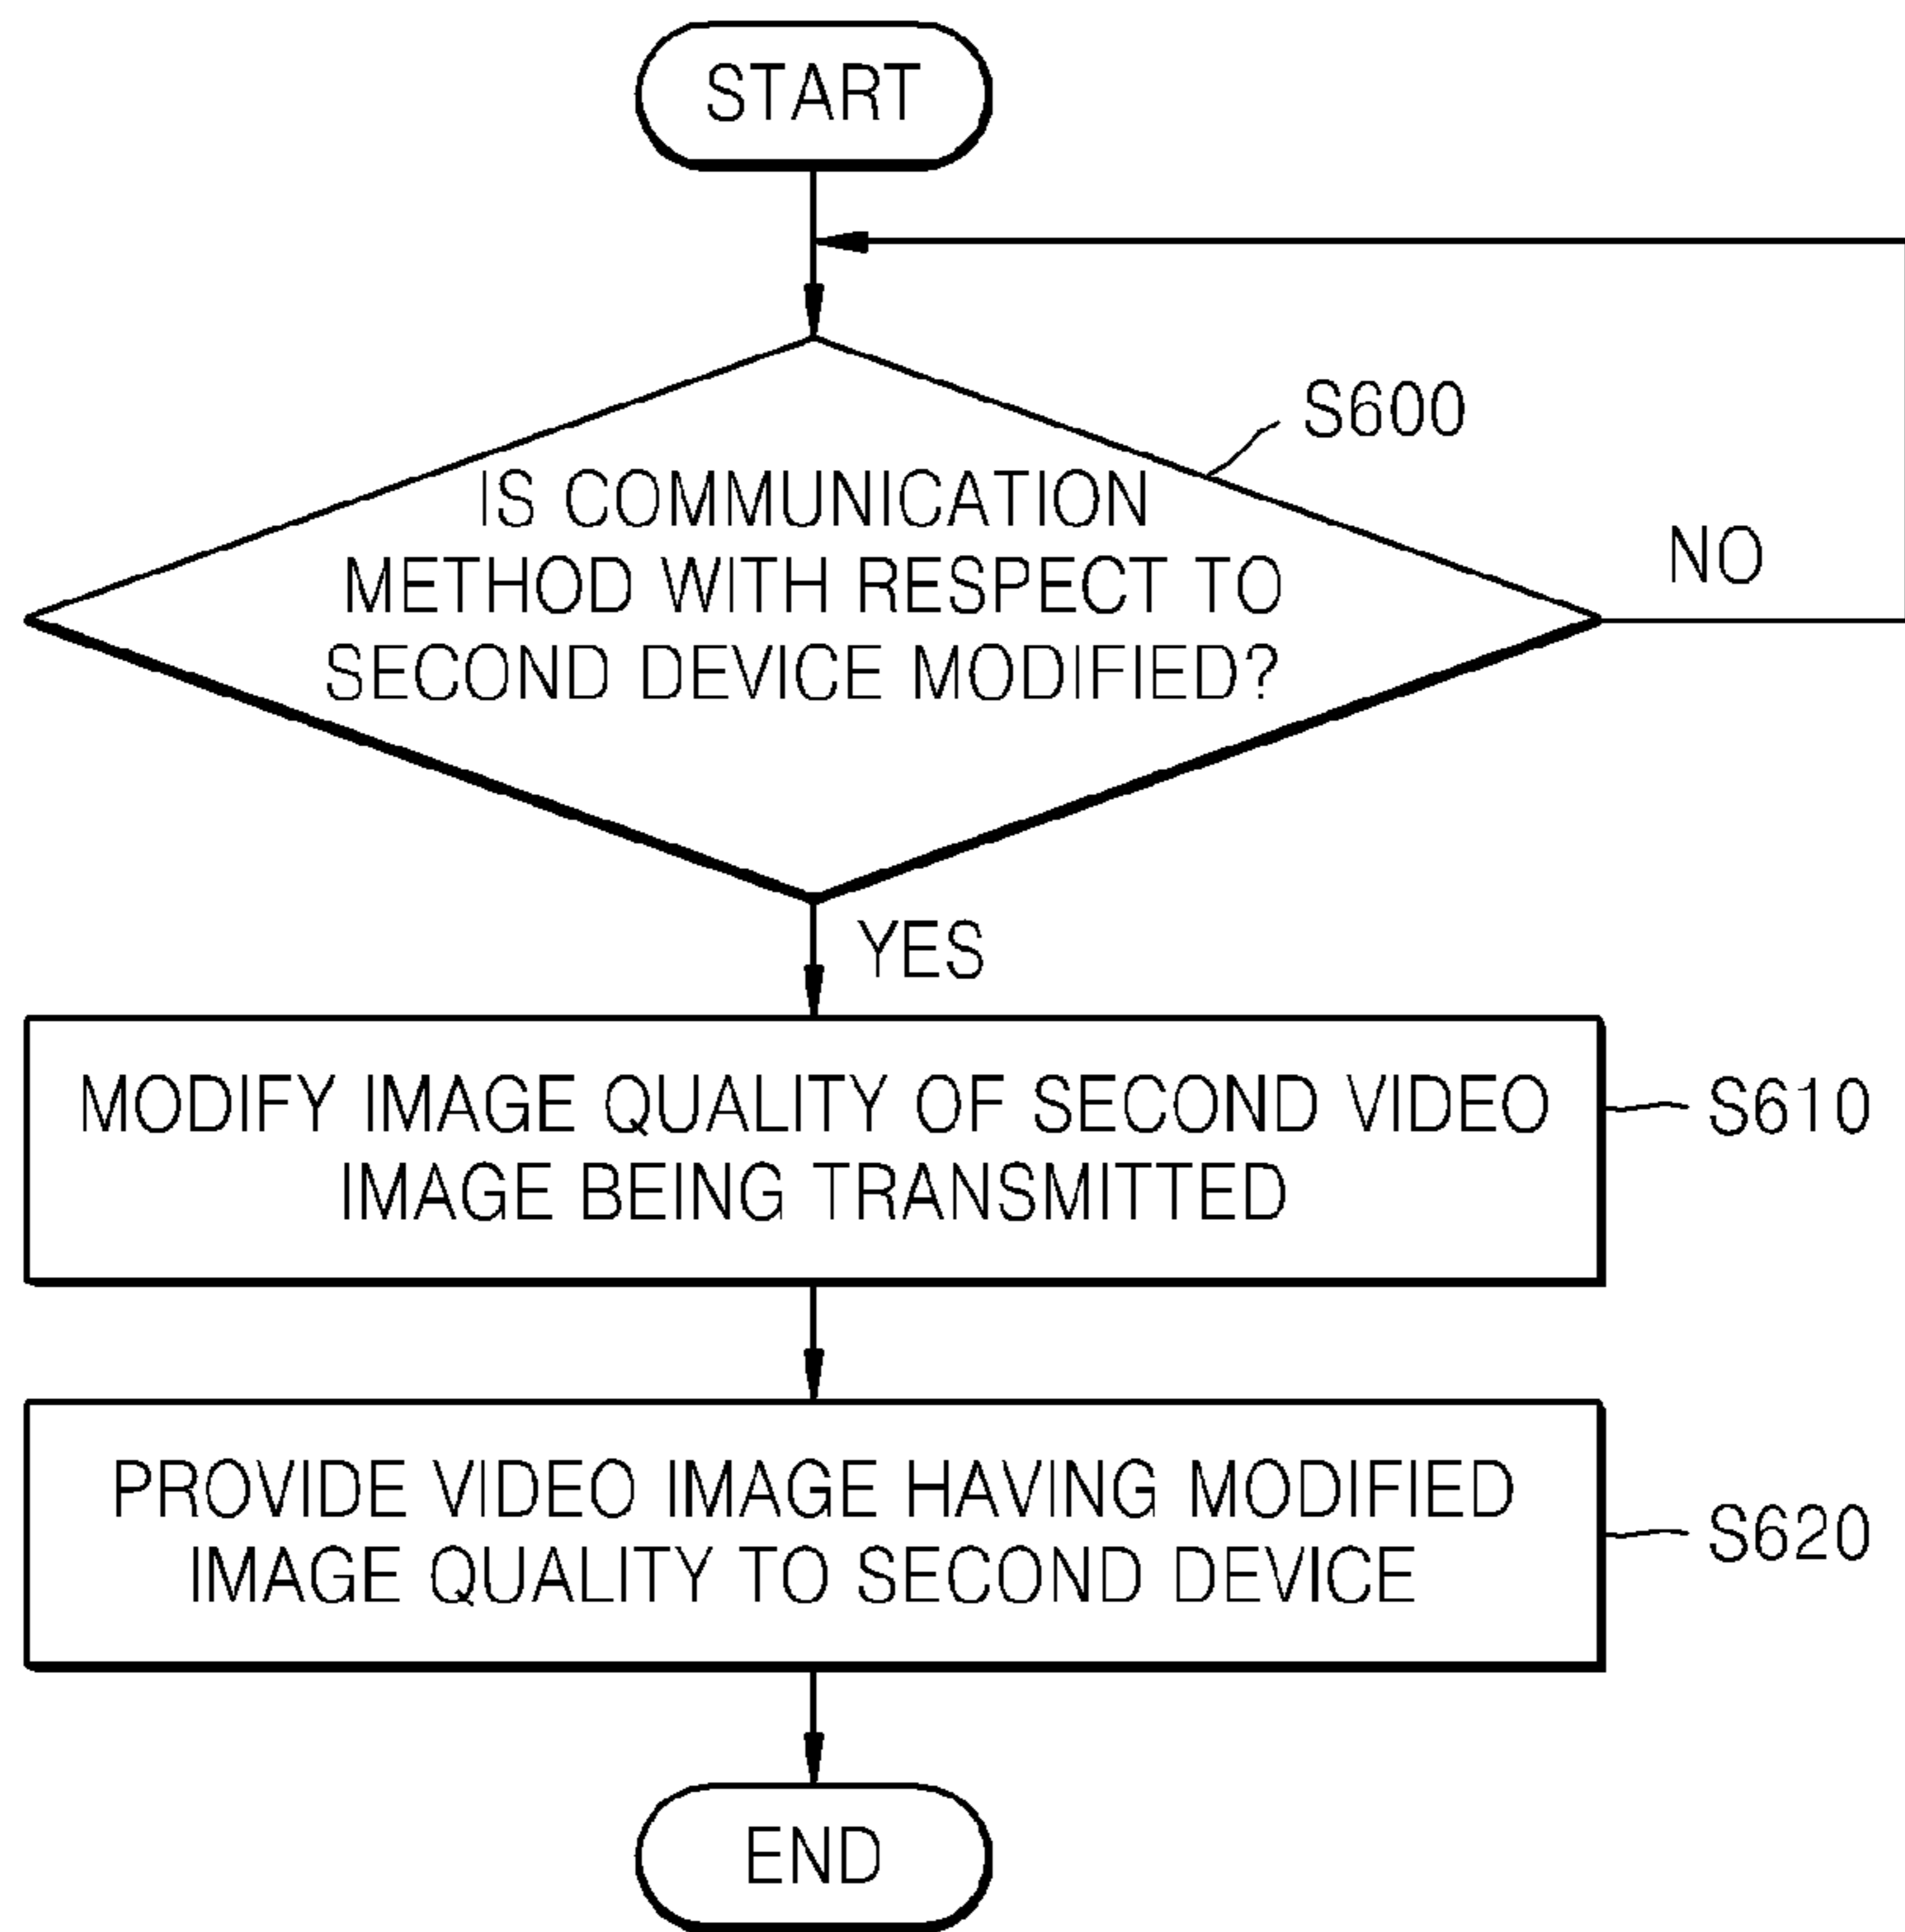 START
S600
IS COMMUNICATION
METHOD WITH RESPECT TO
SECOND DEVICE MODIFIED?
NO
YES
MODIFY IMAGE QUALITY OF SECOND VIDEO
IMAGE BEING TRANSMITTED
S610
PROVIDE VIDEO IMAGE HAVING MODIFIED
IMAGE QUALITY TO SECOND DEVICE
S620
END